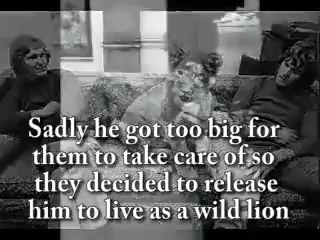 Sadly he got too big for
them to take care of so
they decided to release
him to live as a wild lion